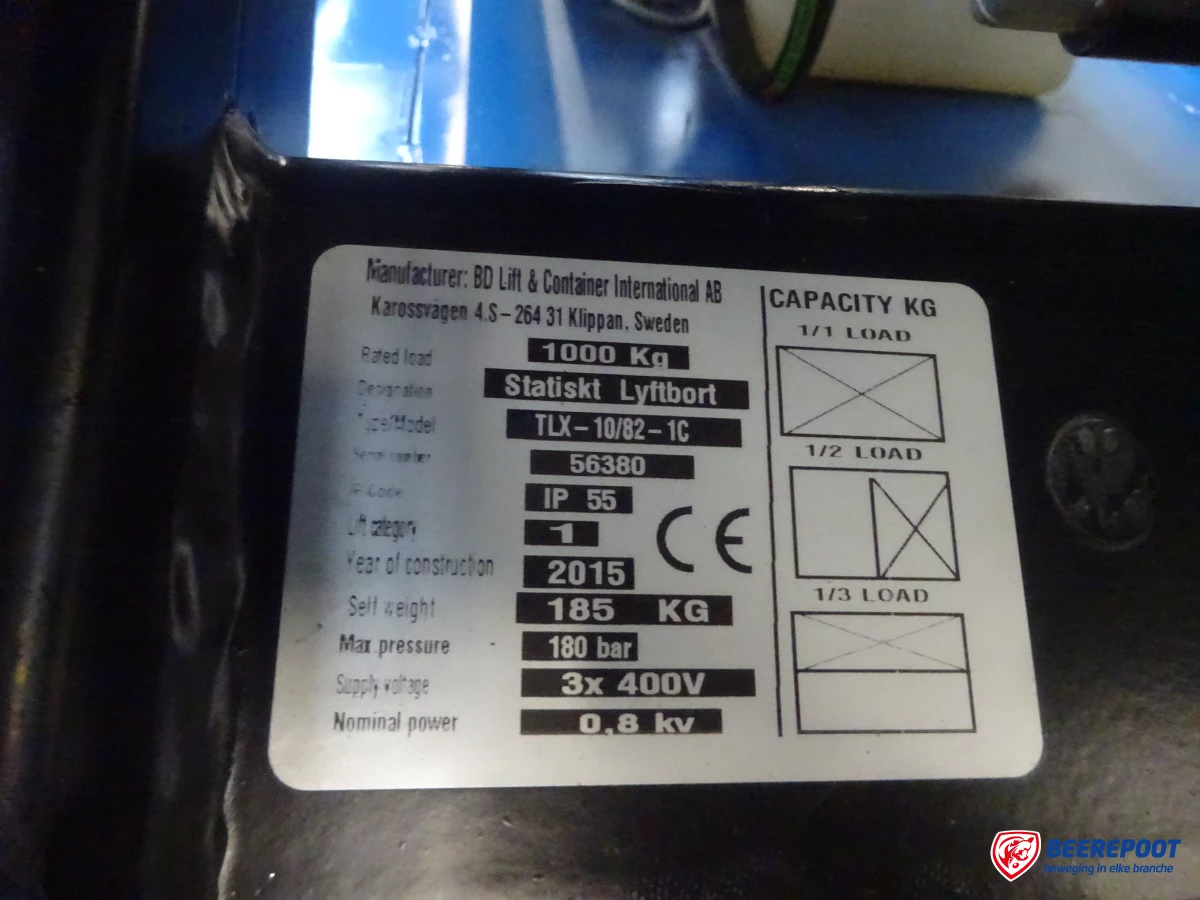 Manufacturer: BD Lift & Container International AB
Karossvägen 4.S-264 31 Klippan, Sweden
Rated load 1000 Kg
Designation Statiskt Lyftbort
Type/Model TLX-10/82-1C
Serial number 56380
IP Code IP 55
Lift category 1
CE
Year of construction 2015
Self weight 185 KG
Max.pressure - 180 bar
Supply voltage 3x 400V
Nominal power 0,8 kv
CAPACITY KG
1/1 LOAD
1/2 LOAD
1/3 LOAD
BEEREPOOT
beweging in elke branche